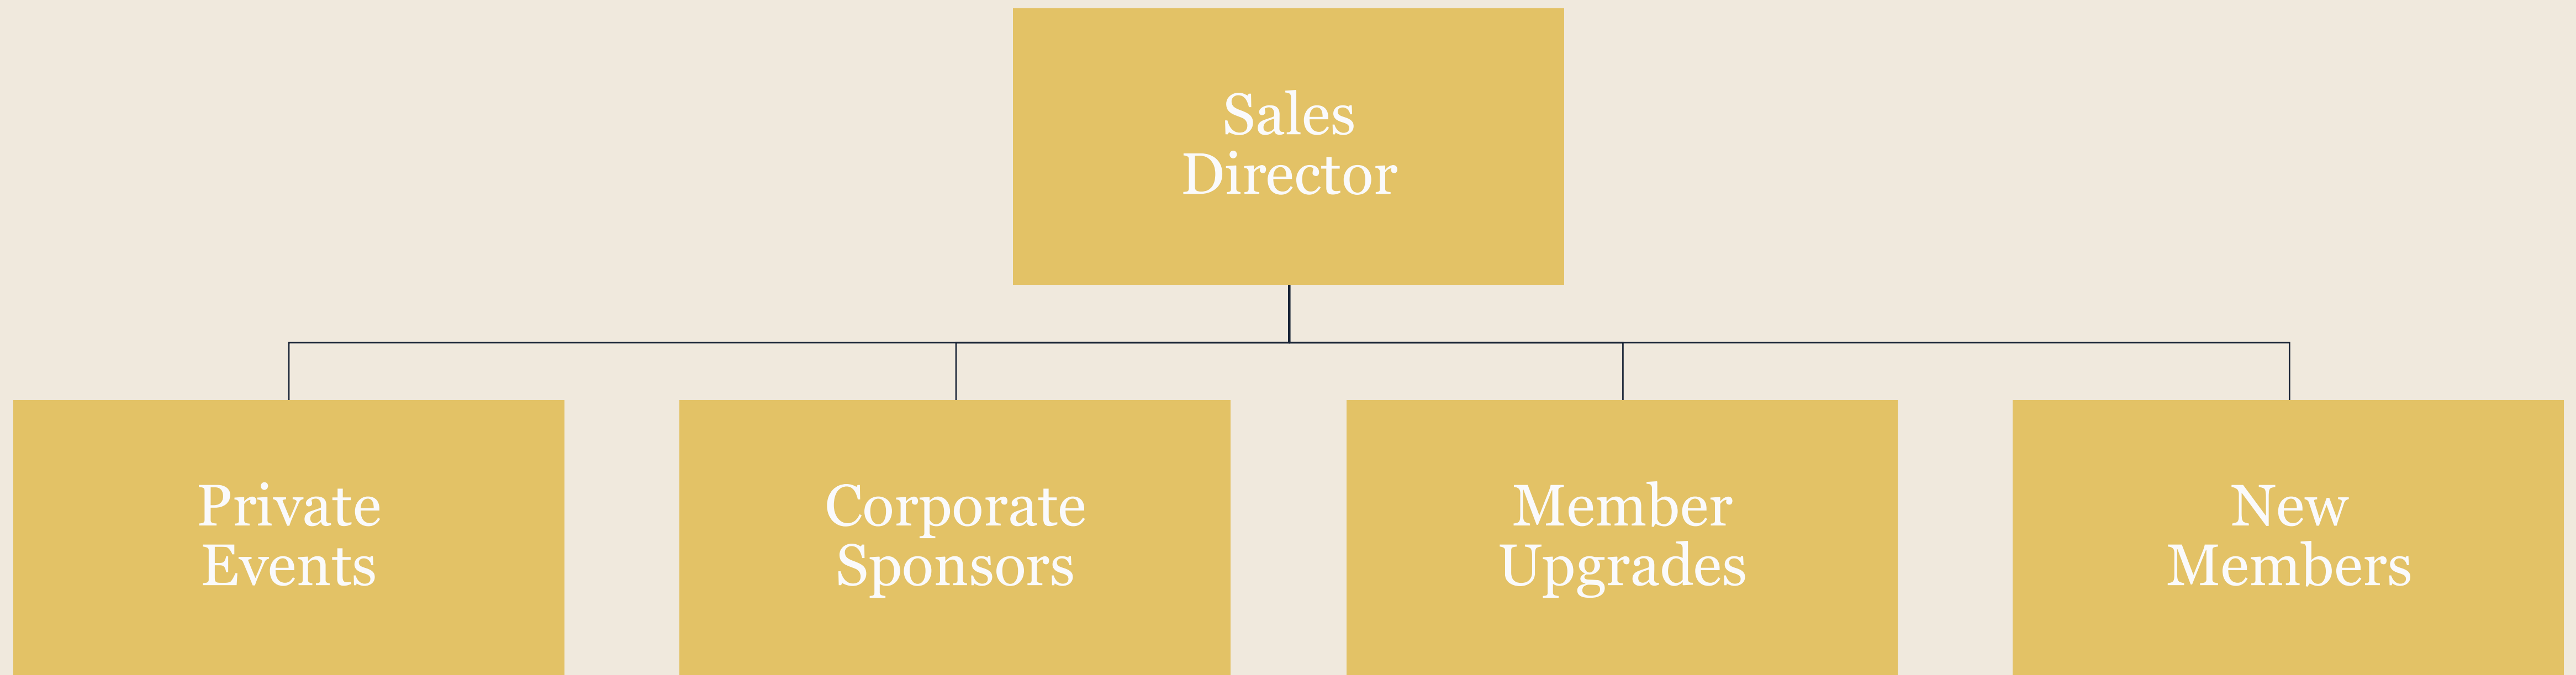 Sales
Director
Private
Events
Corporate
Sponsors
Member
Upgrades
New
Members